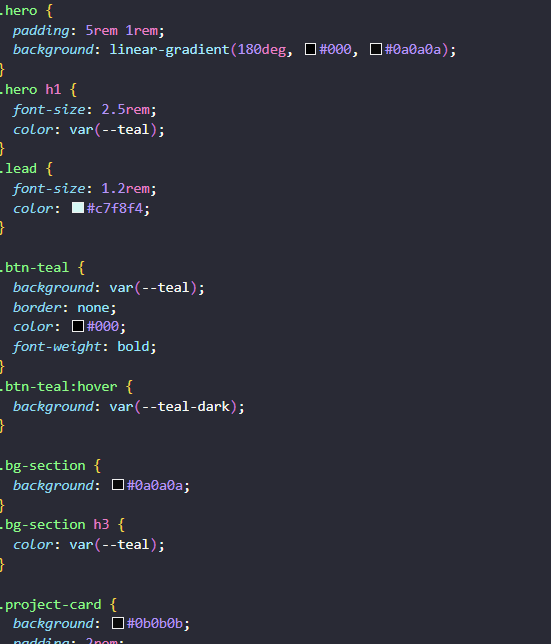 .hero {
padding: 5rem 1rem;
background: linear-gradient(180deg, #000, #0a0a0a);
}
.hero h1 {
font-size: 2.5rem;
color: var(--teal);
}
.lead {
font-size: 1.2rem;
color: #c7f8f4;
}
.btn-teal {
background: var(--teal);
border: none;
color: #000;
font-weight: bold;
}
.btn-teal:hover {
background: var(--teal-dark);
}
.bg-section {
background: #0a0a0a;
}
.bg-section h3 {
color: var(--teal);
}
.project-card {
background: #0b0b0b;
padding: 2rem;